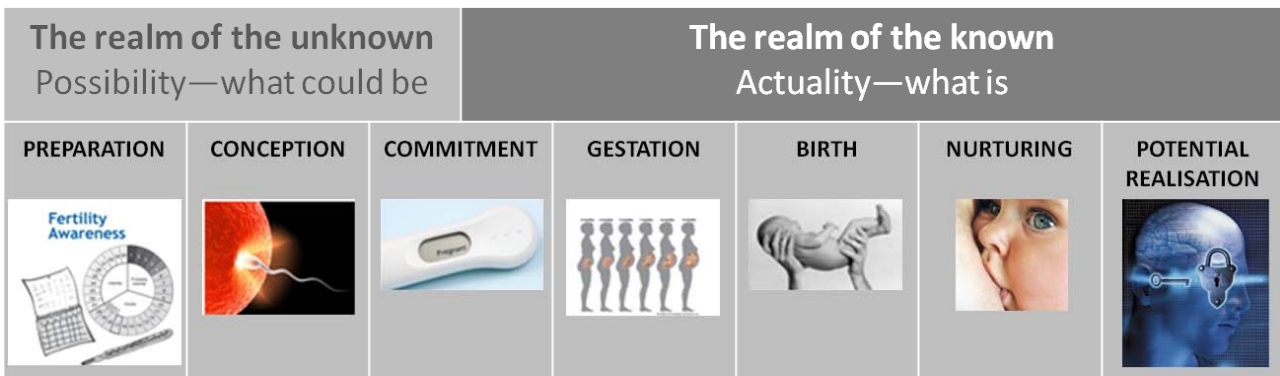 The realm of the unknown
Possibility—what could be
The realm of the known
Actuality—what is
PREPARATION
CONCEPTION
COMMITMENT
GESTATION
BIRTH
NURTURING
POTENTIAL
REALISATION
Fertility
Awareness
Pregnant